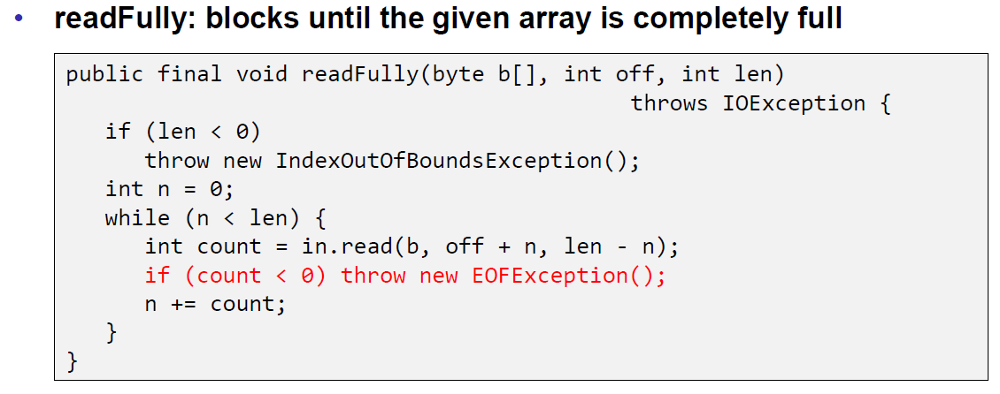 • readFully: blocks until the given array is completely full
public final void readFully(byte b[], int off, int len)
throws IOException {
if (len < 0)
throw new IndexOutOfBoundsException();
int n = 0;
while (n < len) {
int count = in.read(b, off + n, len - n);
if (count < 0) throw new EOFException();
n += count;
}
}